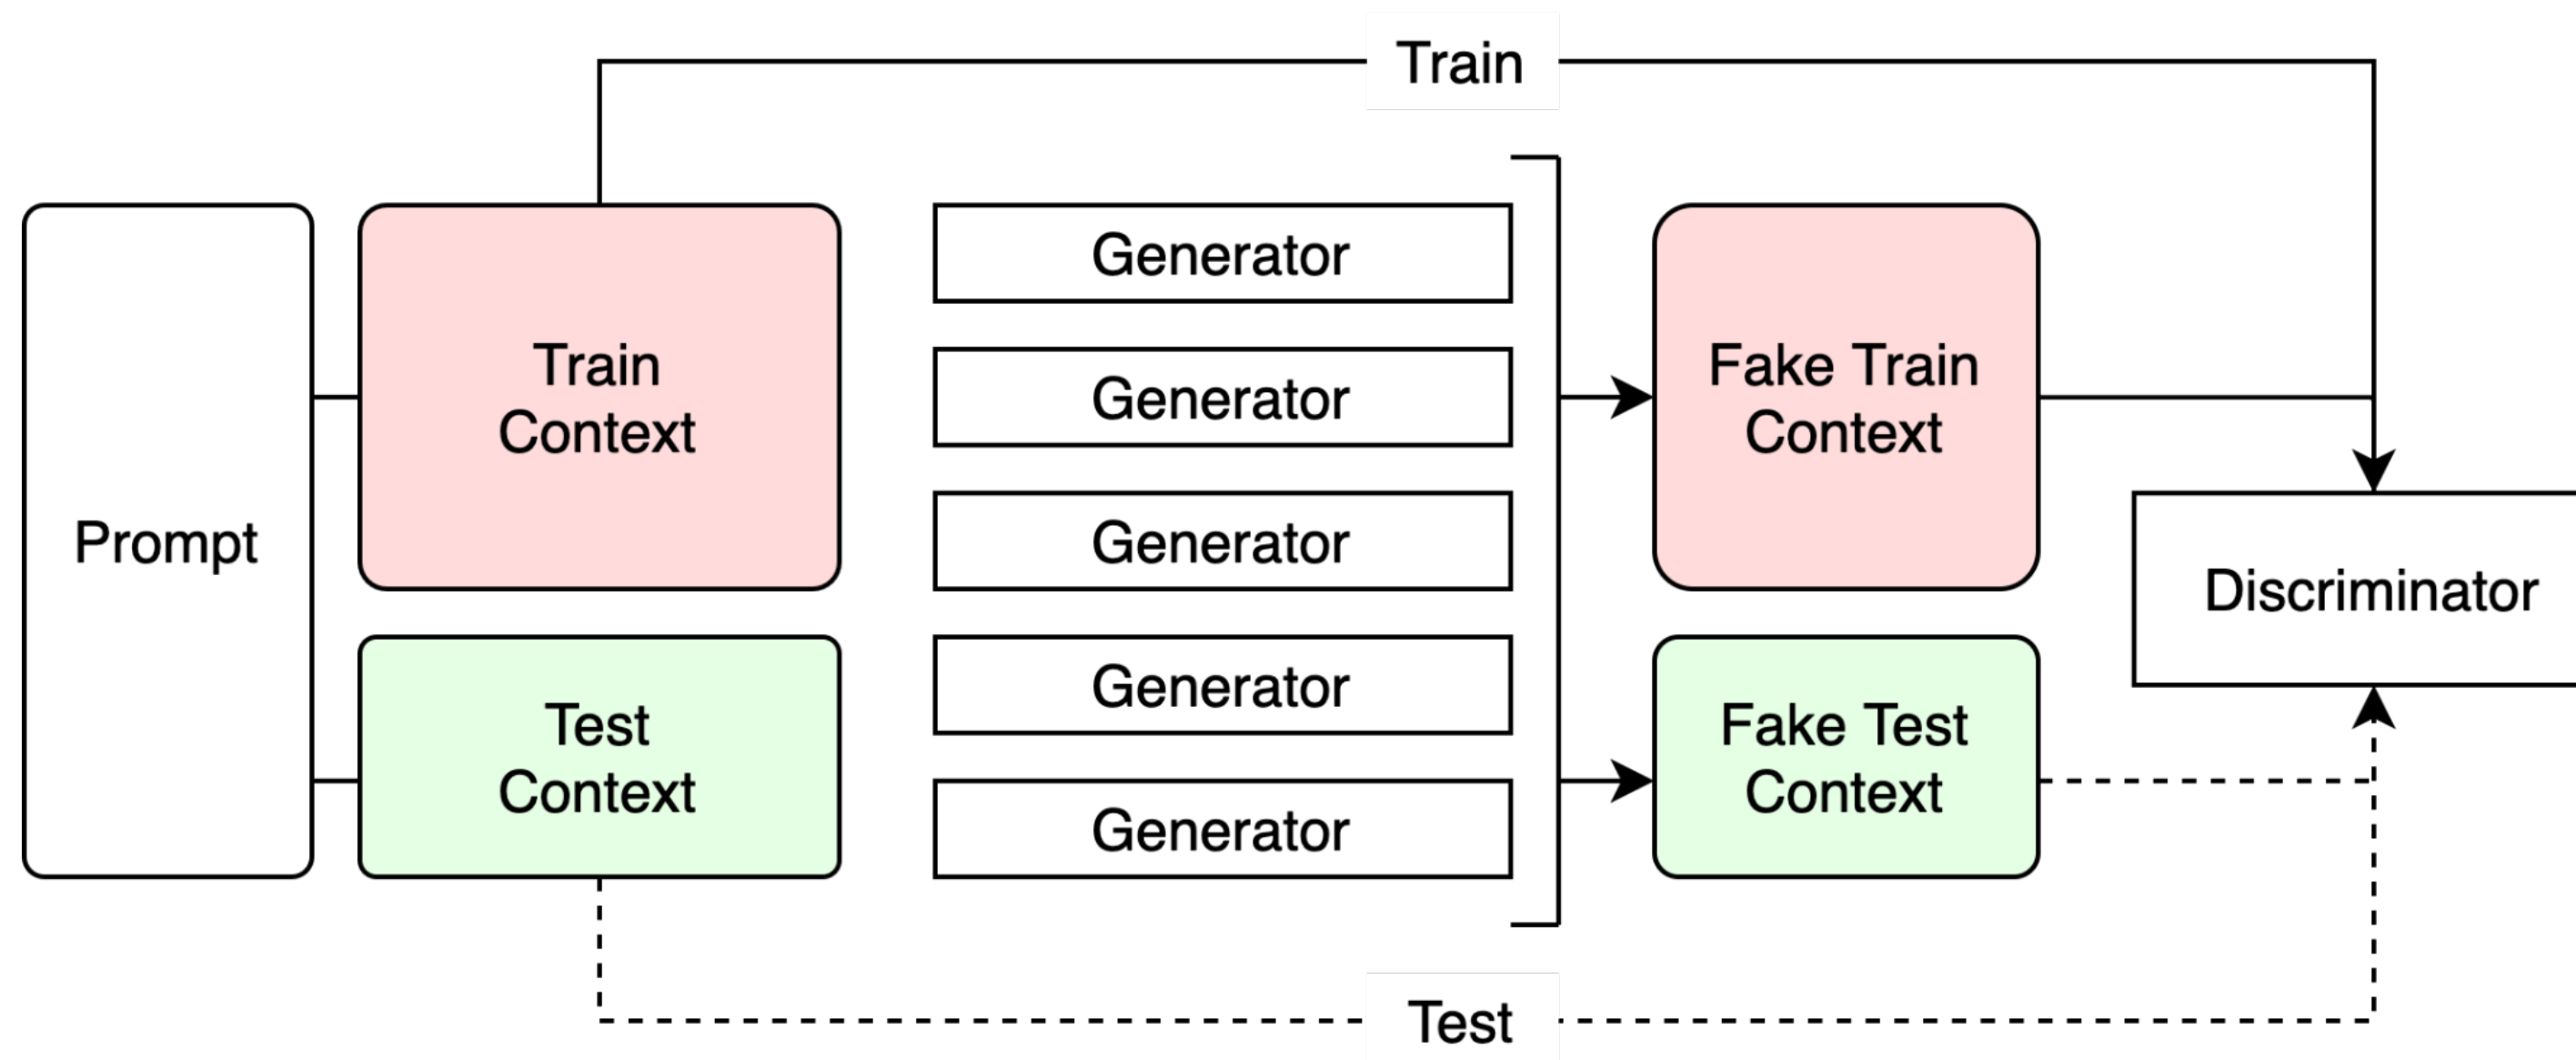 Train
Prompt
Train
Context
Test
Context
Generator
Generator
Generator
Generator
Generator
Fake Train
Context
Fake Test
Context
Discriminator
Test